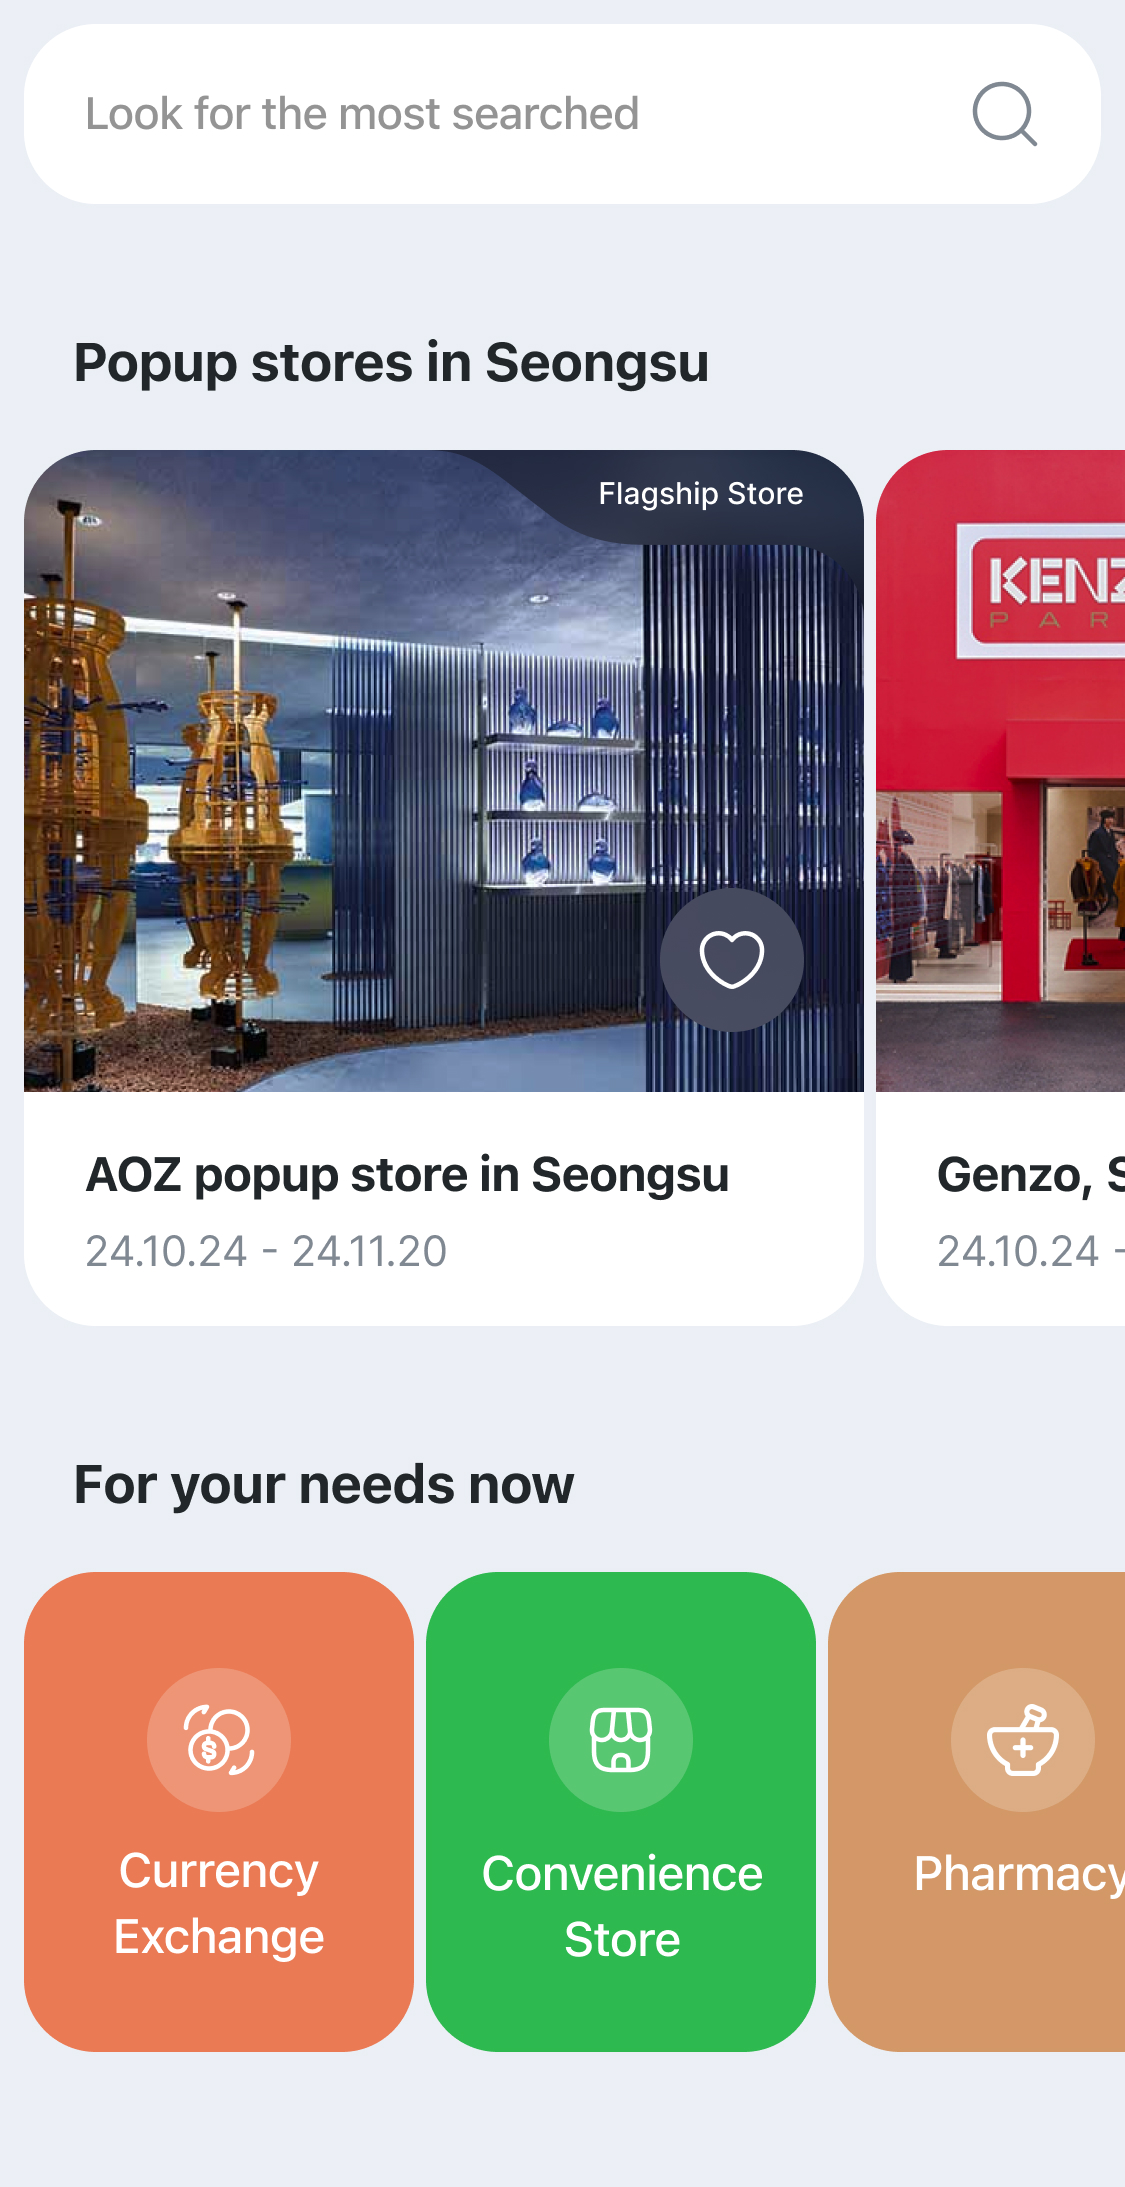 Look for the most searched
Popup stores in Seongsu
Flagship Store
KENZ
PAR
AOZ popup store in Seongsu
24.10.24 - 24.11.20
Genzo,
24.10.24 -
For your needs now
Currency
Exchange
Convenience
Store
Pharmacy